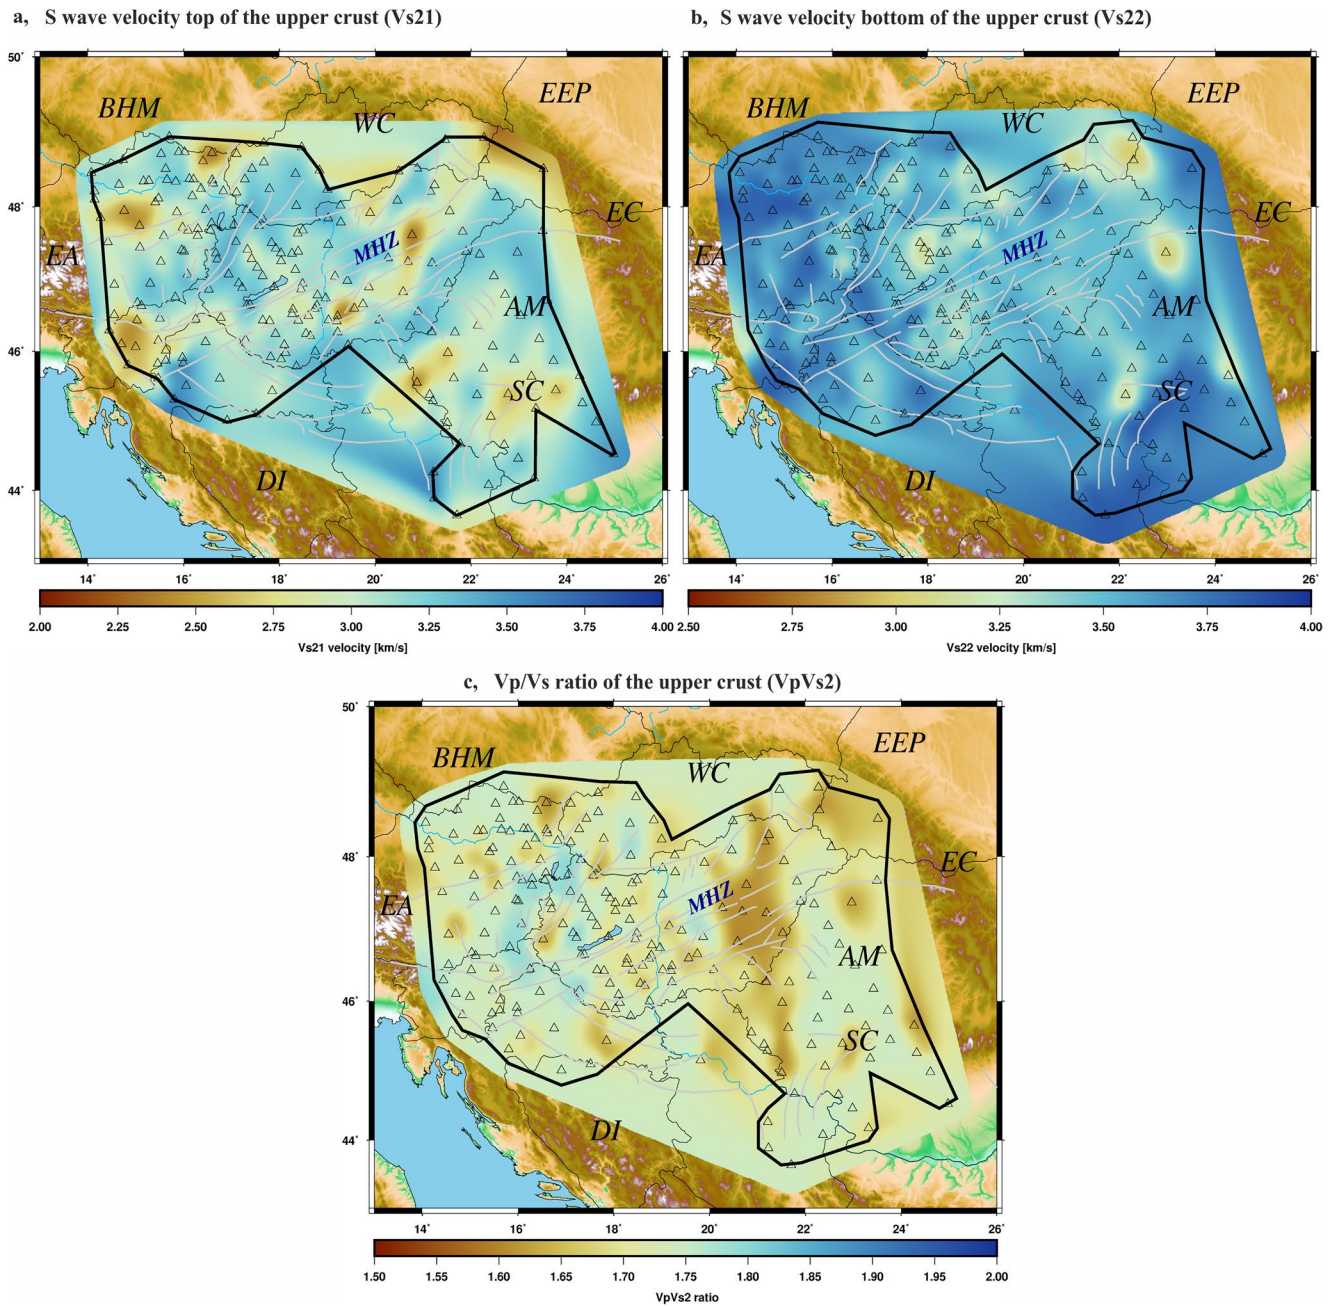 a, S wave velocity top of the upper crust (Vs21)
50°
48°
46°
44°
BHM
WC
EEP
EC
EA
MHZ
AM
SC
DI
14° 16° 18° 20° 22° 24° 26°
2.00 2.25 2.50 2.75 3.00 3.25 3.50 3.75 4.00
Vs21 velocity [km/s]
b, S wave velocity bottom of the upper crust (Vs22)
BHM
WC
EEP
EC
EA
MHZ
AM
SC
DI
14° 16° 18° 20° 22° 24° 26°
2.50 2.75 3.00 3.25 3.50 3.75 4.00
Vs22 velocity [km/s]
c, Vp/Vs ratio of the upper crust (VpVs2)
50°
48°
46°
44°
BHM
WC
EEP
EC
EA
MHZ
AM
SC
DI
14° 16° 18° 20° 22° 24° 26°
1.50 1.55 1.60 1.65 1.70 1.75 1.80 1.85 1.90 1.95 2.00
VpVs2 ratio